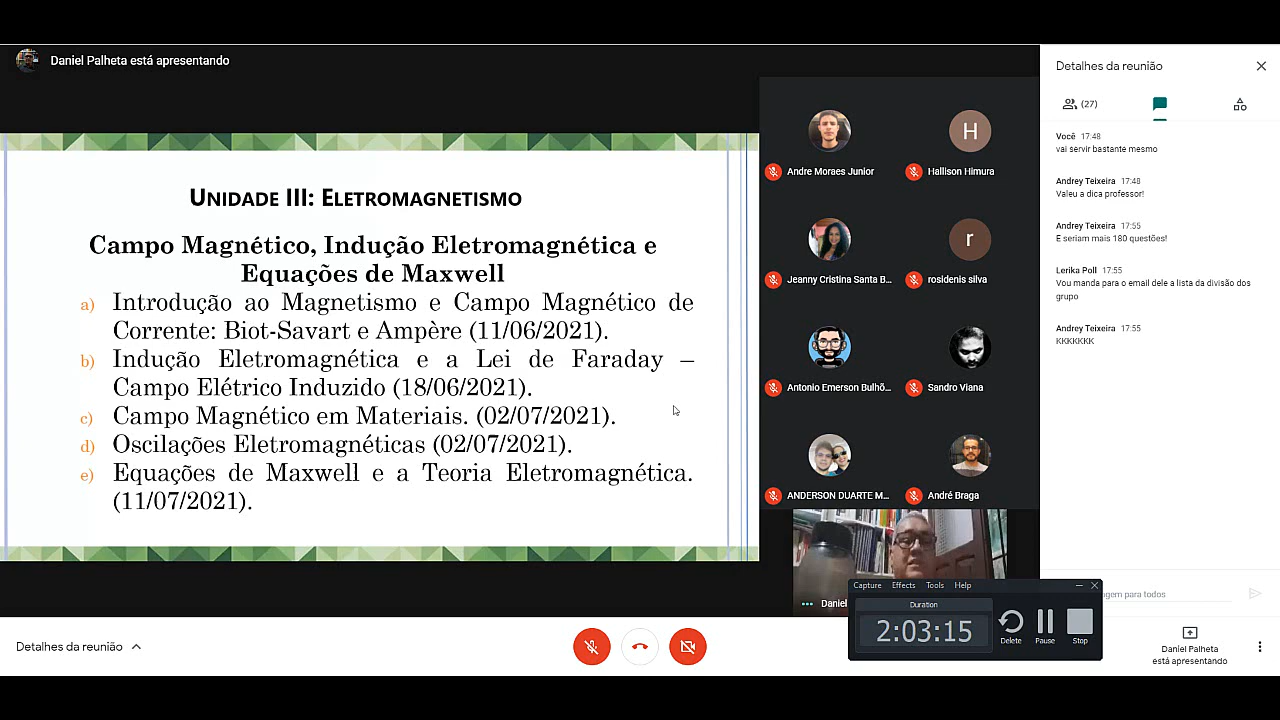 Daniel Palheta está apresentando
UNIDADE III: ELETROMAGNETISMO
Campo Magnético, Indução Eletromagnética e
Equações de Maxwell
a) Introdução ao Magnetismo e Campo Magnético de
Corrente: Biot-Savart e Ampère (11/06/2021).
b) Indução Eletromagnética e a Lei de Faraday –
Campo Elétrico Induzido (18/06/2021).
c) Campo Magnético em Materiais. (02/07/2021).
d) Oscilações Eletromagnéticas (02/07/2021).
e) Equações de Maxwell e a Teoria Eletromagnética.
(11/07/2021).
Andre Moraes Junior
H
Hallison Himura
Jeanny Cristina Santa B...
r
rosidenis silva
Antonio Emerson Bulhõ...
Sandro Viana
ANDERSON DUARTE M...
André Braga
Daniel
Detalhes da reunião
(27)
Você 17:48
vai servir bastante mesmo
Andrey Teixeira 17:48
Valeu a dica professor!
Andrey Teixeira 17:55
E seriam mais 180 questões!
Lerika Poll 17:55
Vou manda para o email dele a lista da divisão dos
grupo
Andrey Teixeira 17:55
KKKKKKK
gem para todos
Capture Effects Tools Help
Duration
2:03:15
Delete Pause Stop
Detalhes da reunião
Daniel Palheta
está apresentando